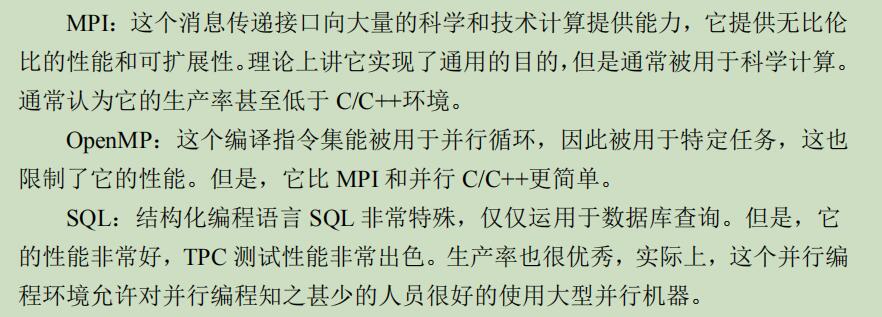 MPI：这个消息传递接口向大量的科学和技术计算提供能力，它提供无比伦
比的性能和可扩展性。理论上讲它实现了通用的目的，但是通常被用于科学计算。
通常认为它的生产率甚至低于 C/C++环境。
OpenMP：这个编译指令集能被用于并行循环，因此被用于特定任务，这也
限制了它的性能。但是，它比 MPI 和并行 C/C++更简单。
SQL：结构化编程语言 SQL 非常特殊，仅仅运用于数据库查询。但是，它
的性能非常好，TPC 测试性能非常出色。生产率也很优秀，实际上，这个并行编
程环境允许对并行编程知之甚少的人员很好的使用大型并行机器。